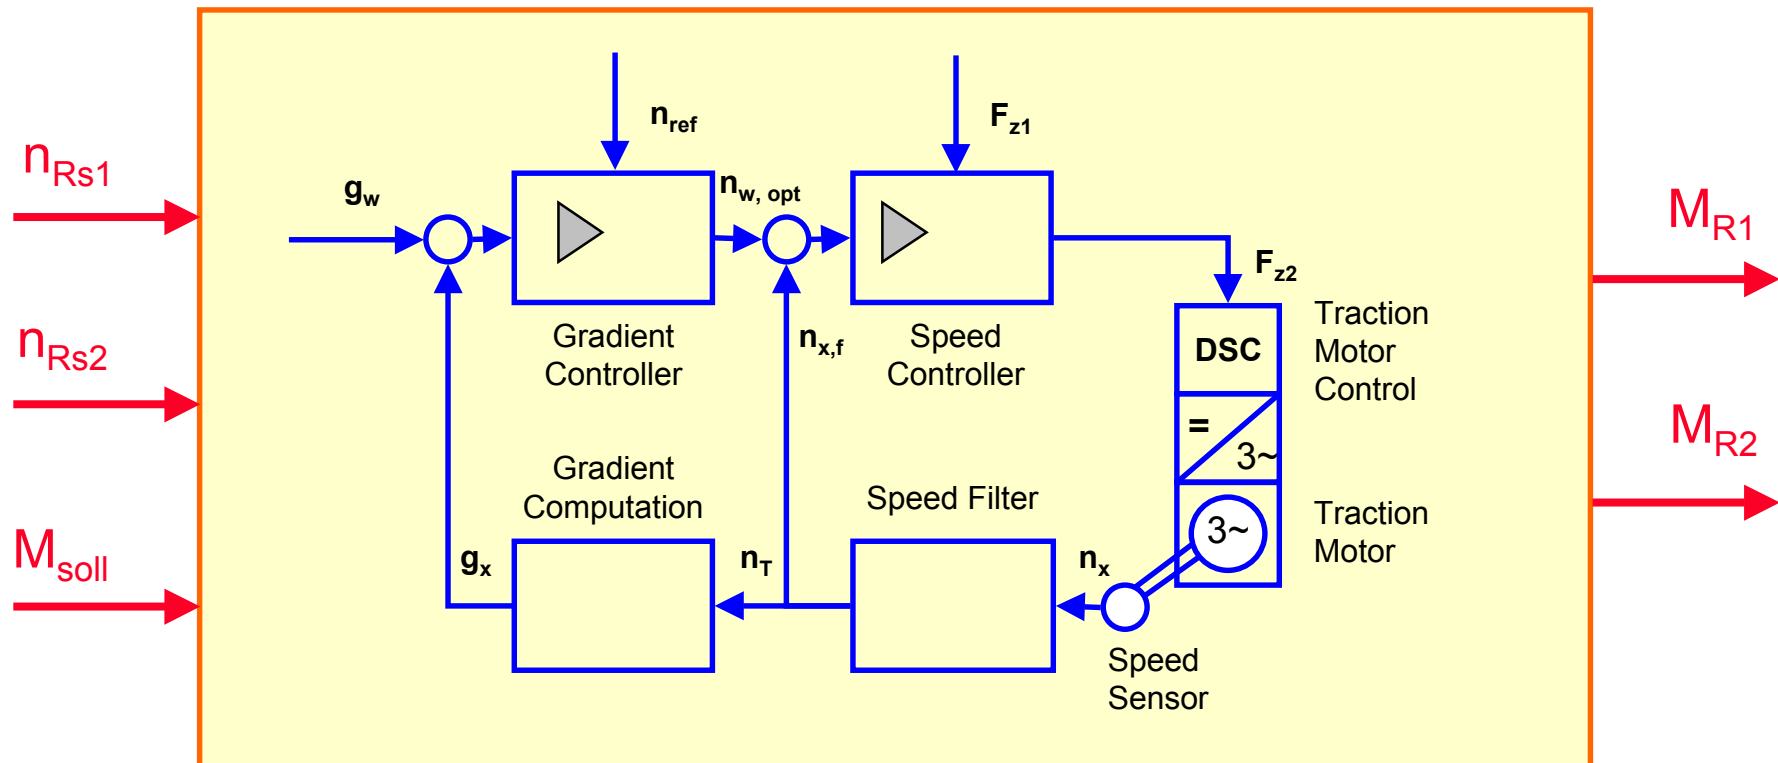 n_ref
F_z1
n_Rs1
g_w
n_w, opt
M_R1
F_z2
n_Rs2
Gradient
Controller
n_x,f
Speed
Controller
DSC
Traction
Motor
Control
=
3~
M_R2
Gradient
Computation
Speed Filter
3~
Traction
Motor
M_soll
g_x
n_T
n_x
Speed
Sensor